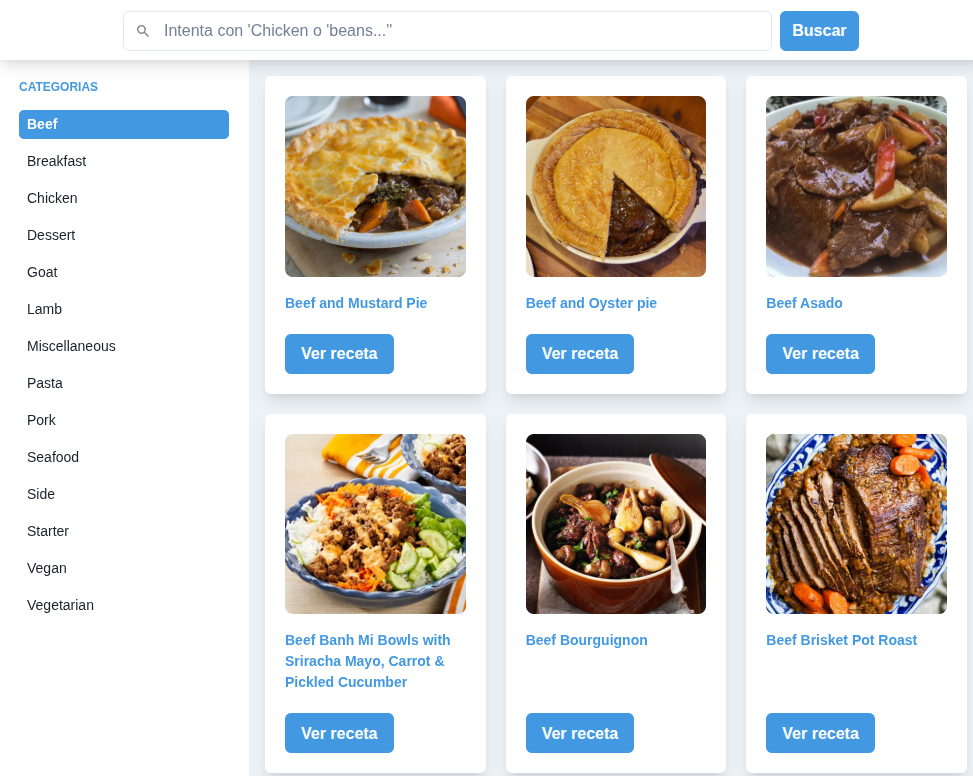 Intenta con 'Chicken o 'beans...''
Buscar
CATEGORIAS
Beef
Breakfast
Chicken
Dessert
Goat
Lamb
Miscellaneous
Pasta
Pork
Seafood
Side
Starter
Vegan
Vegetarian
Beef and Mustard Pie
Ver receta
Beef and Oyster pie
Ver receta
Beef Asado
Ver receta
Beef Banh Mi Bowls with
Sriracha Mayo, Carrot &
Pickled Cucumber
Ver receta
Beef Bourguignon
Ver receta
Beef Brisket Pot Roast
Ver receta